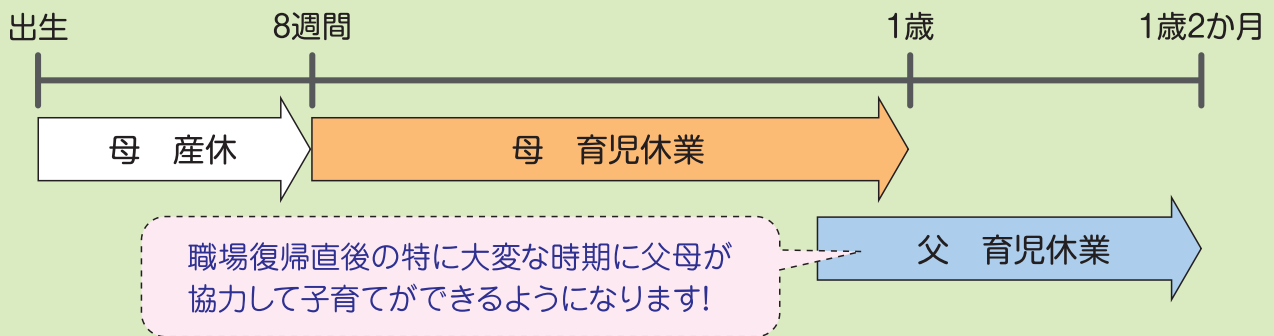 出生
8週間
1歳
1歳2か月
母 産休
母 育児休業
父 育児休業
職場復帰直後の特に大変な時期に父母が
協力して子育てができるようになります!